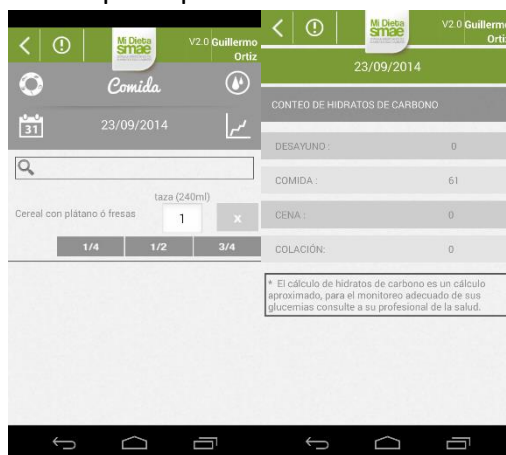 Mi Dieta
smae
V2.0 Guillermo
Ortiz
Comida
31
23/09/2014
taza (240ml)
Cereal con plátano ó fresas
1
x
1/4
1/2
3/4
Mi Dieta
smae
V2.0 Guillermo
Ortiz
23/09/2014
CONTEO DE HIDRATOS DE CARBONO
DESAYUNO : 0
COMIDA : 61
CENA : 0
COLACIÓN: 0
* El cálculo de hidratos de carbono es un cálculo
aproximado, para el monitoreo adecuado de sus
glucemias consulte a su profesional de la salud.